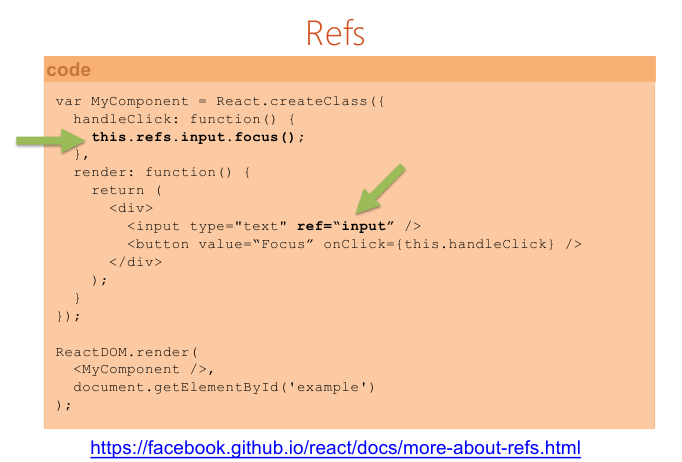 Refs
code
var MyComponent = React.createClass({
  handleClick: function() {
    this.refs.input.focus();
  },
  render: function() {
    return (
      <div>
        <input type="text" ref=“input” />
        <button value=“Focus” onClick={this.handleClick} />
      </div>
    );
  }
});

ReactDOM.render(
  <MyComponent />,
  document.getElementById('example')
);
https://facebook.github.io/react/docs/more-about-refs.html